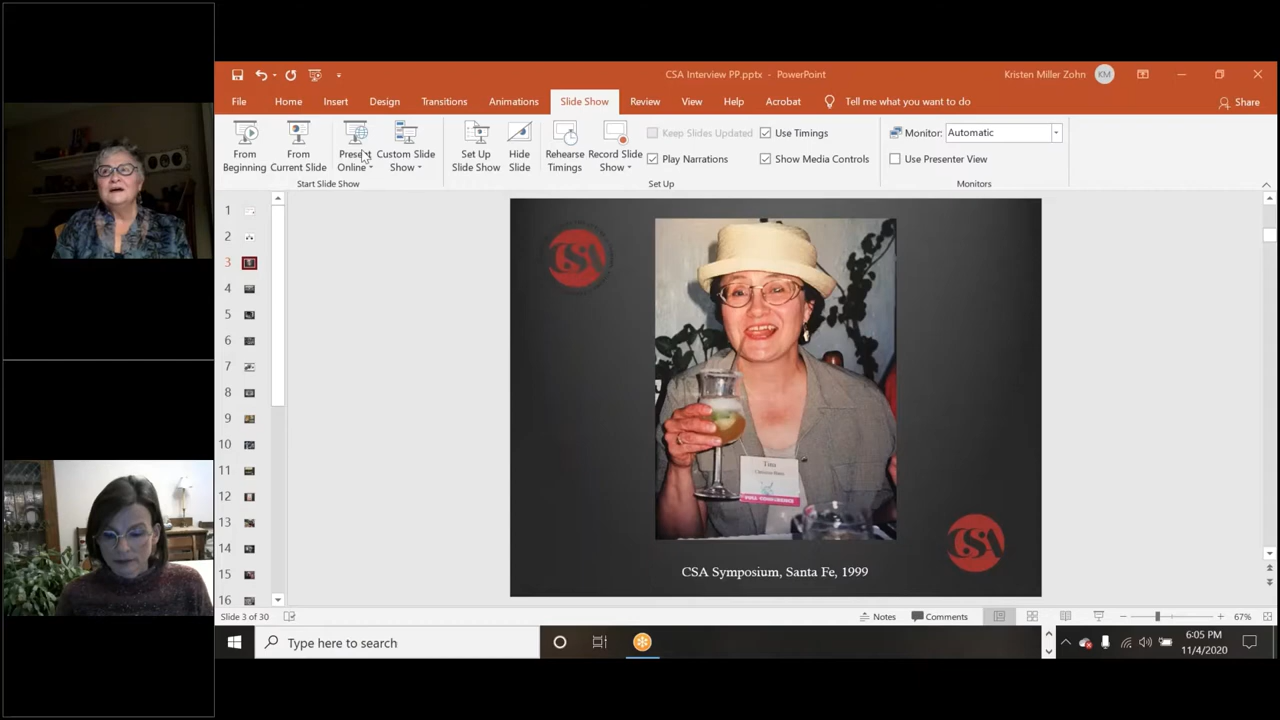 CSA Interview PP.pptx - PowerPoint
Kristen Miller Zohn
KM
File Home Insert Design Transitions Animations Slide Show Review View Help Acrobat Tell me what you want to do
Share
From Beginning
From Current Slide
Present Online
Custom Slide Show
Start Slide Show
Set Up Slide Show
Hide Slide
Rehearse Timings
Record Slide Show
Keep Slides Updated
Use Timings
Play Narrations
Show Media Controls
Set Up
Monitor: Automatic
Use Presenter View
Monitors
1
2
3
4
5
6
7
8
9
10
11
12
13
14
15
16
CSA
Tina
FULL CONFERENCE
CSA
CSA Symposium, Santa Fe, 1999
Slide 3 of 30
Notes
Comments
67%
Type here to search
6:05 PM
11/4/2020